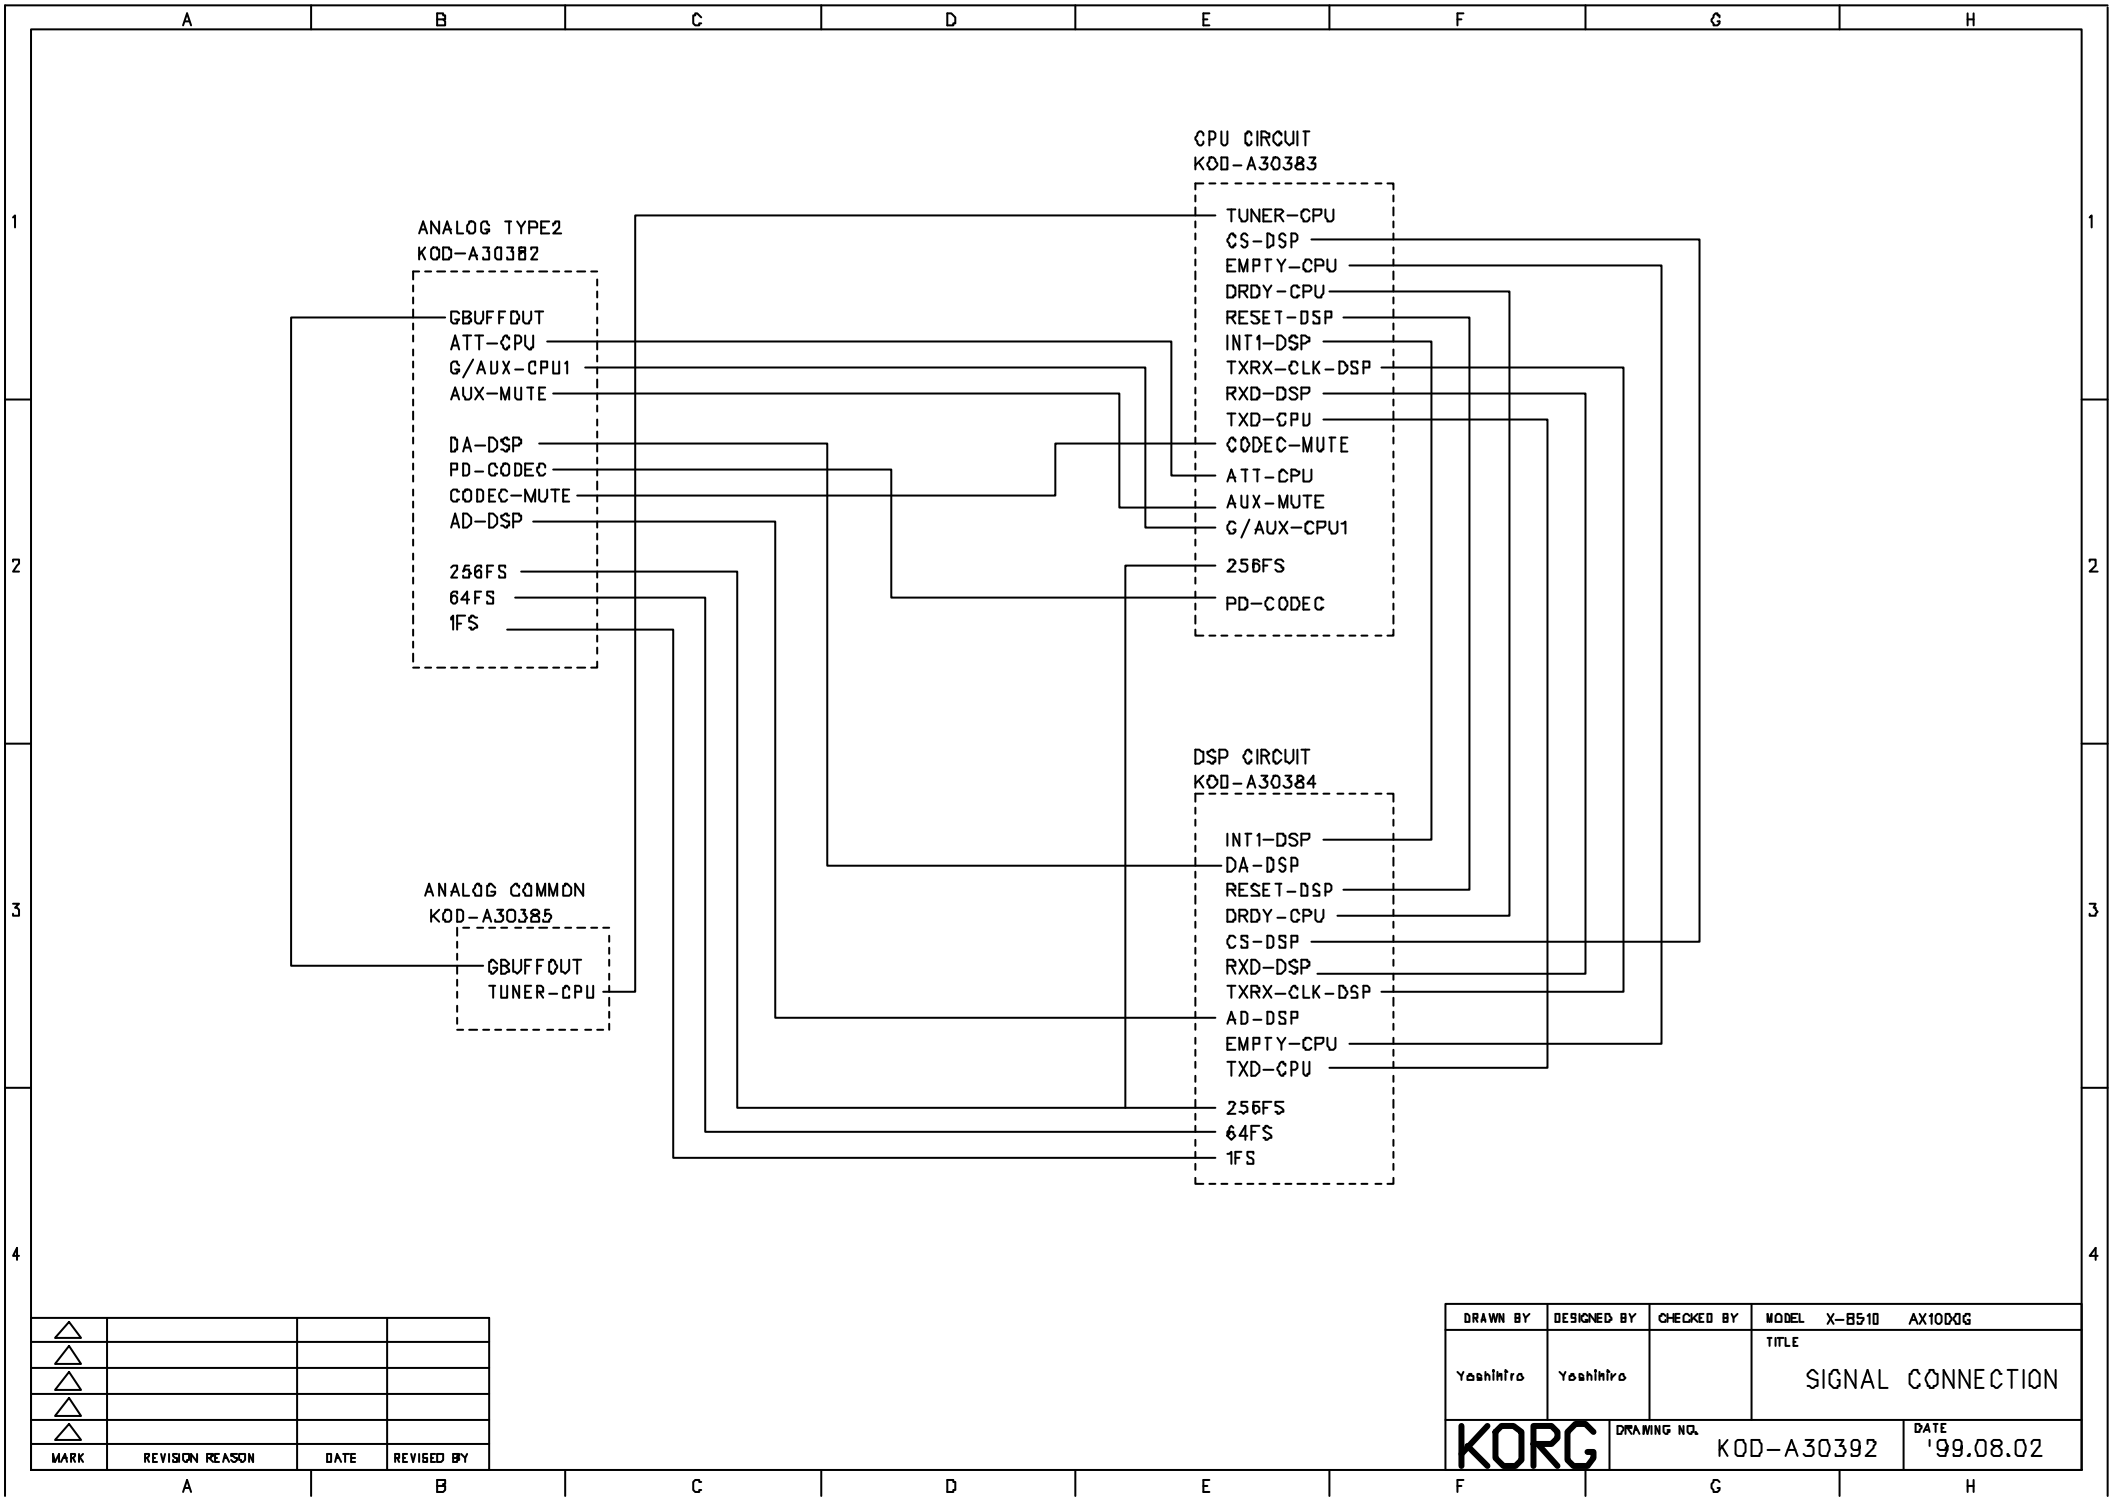 A B C D E F G H
CPU CIRCUIT
KOD-A30383
1 1
TUNER-CPU
CS-DSP
EMPTY-CPU
DRDY-CPU
RESET-DSP
INT1-DSP
TXRX-CLK-DSP
RXD-DSP
TXD-CPU
CODEC-MUTE
ATT-CPU
AUX-MUTE
G/AUX-CPU1
256FS
PD-CODEC
ANALOG TYPE2
KOD-A30382
GBUFFOUT
ATT-CPU
G/AUX-CPU1
AUX-MUTE
DA-DSP
PD-CODEC
CODEC-MUTE
AD-DSP
256FS
64FS
1FS
2 2
DSP CIRCUIT
KOD-A30384
INT1-DSP
DA-DSP
RESET-DSP
DRDY-CPU
CS-DSP
RXD-DSP
TXRX-CLK-DSP
AD-DSP
EMPTY-CPU
TXD-CPU
256FS
64FS
1FS
ANALOG COMMON
KOD-A30385
GBUFFOUT
TUNER-CPU
3 3
4 4
MARK REVISION REASON DATE REVISED BY
DRAWN BY DESIGNED BY CHECKED BY MODEL X-8510
TITLE
Yoshihiro Yoshihiro SIGNAL CONNECTION
KORG DRAWING NO. KOD-A30392 DATE '99.08.02
A B C D E F G H